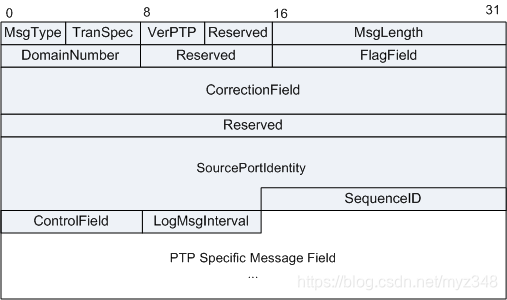 0 8 16 31
MsgType TranSpec VerPTP Reserved MsgLength
DomainNumber Reserved FlagField
CorrectionField
Reserved
SourcePortIdentity
SequenceID
ControlField LogMsgInterval
PTP Specific Message Field
...
https://blog.csdn.net/myz348